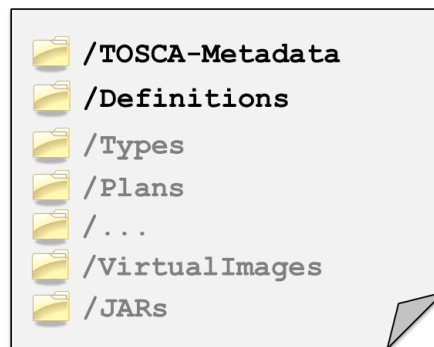 /TOSCA-Metadata
/Definitions
/Types
/Plans
/...
/VirtualImages
/JARs